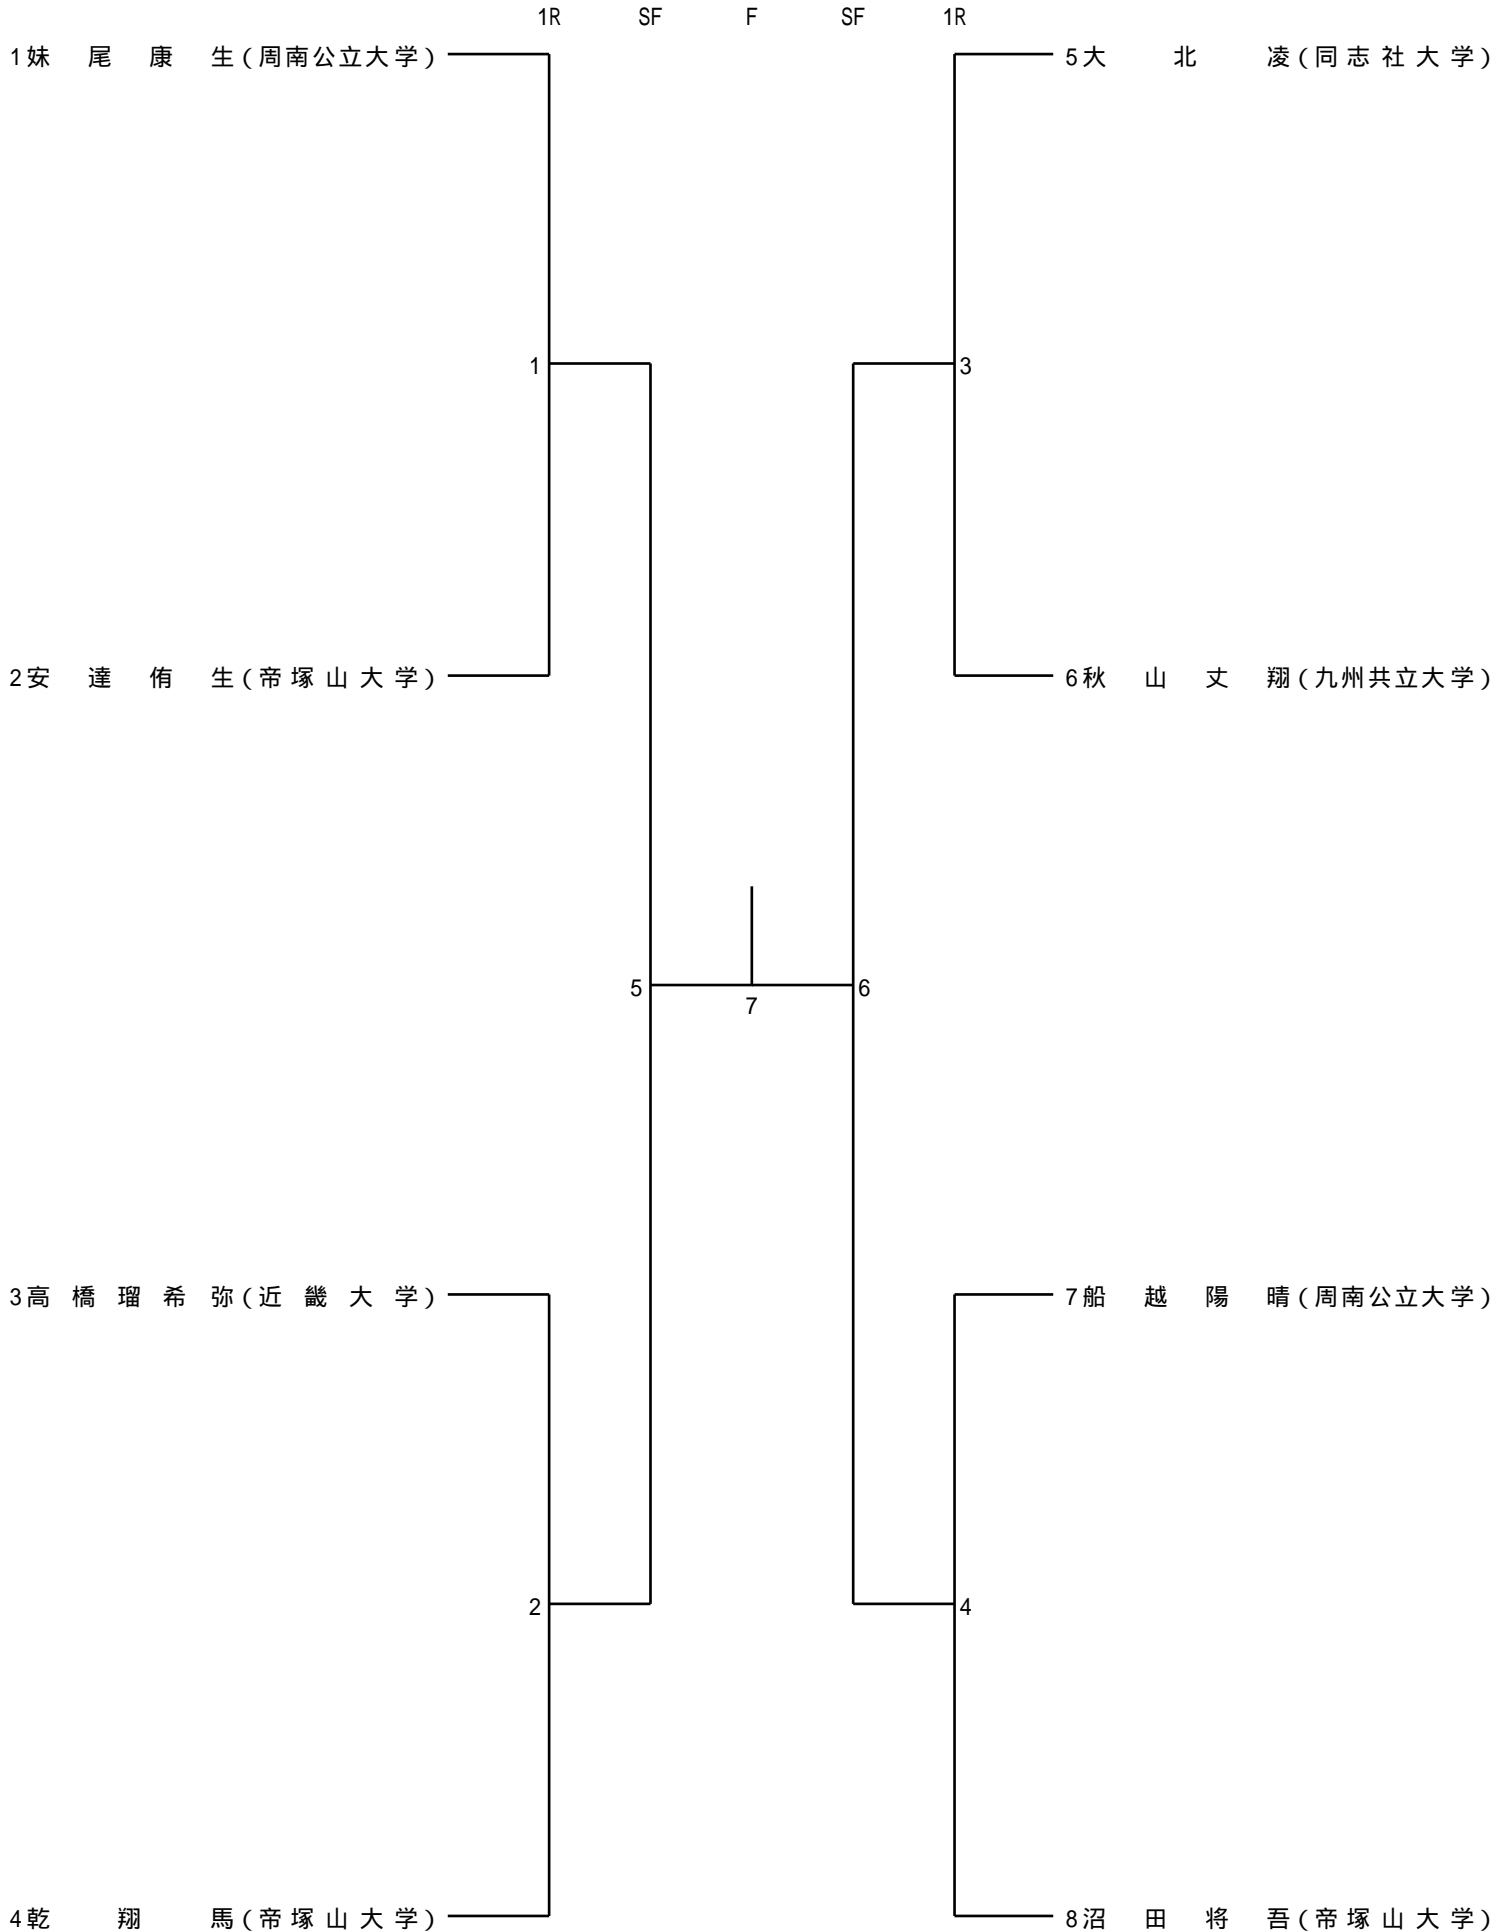 1R SF F SF 1R
1 妹尾康生 (周南公立大学)
5 大北凌 (同志社大学)
1
3
2 安達侑生 (帝塚山大学)
6 秋山丈翔 (九州共立大学)
5
6
7
3 高橋瑠希弥 (近畿大学)
7 船越陽晴 (周南公立大学)
2
4
4 乾翔馬 (帝塚山大学)
8 沼田将吾 (帝塚山大学)